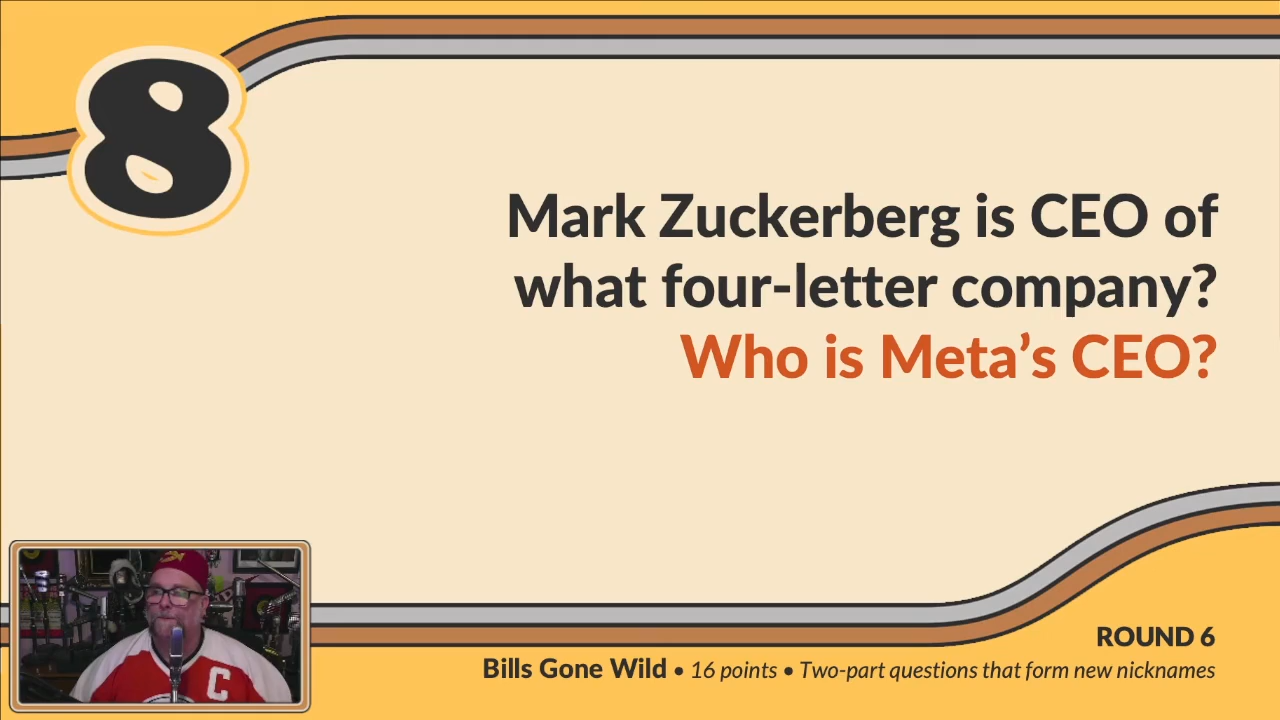 8
Mark Zuckerberg is CEO of
what four-letter company?
Who is Meta’s CEO?
C
ROUND 6
Bills Gone Wild • 16 points • Two-part questions that form new nicknames